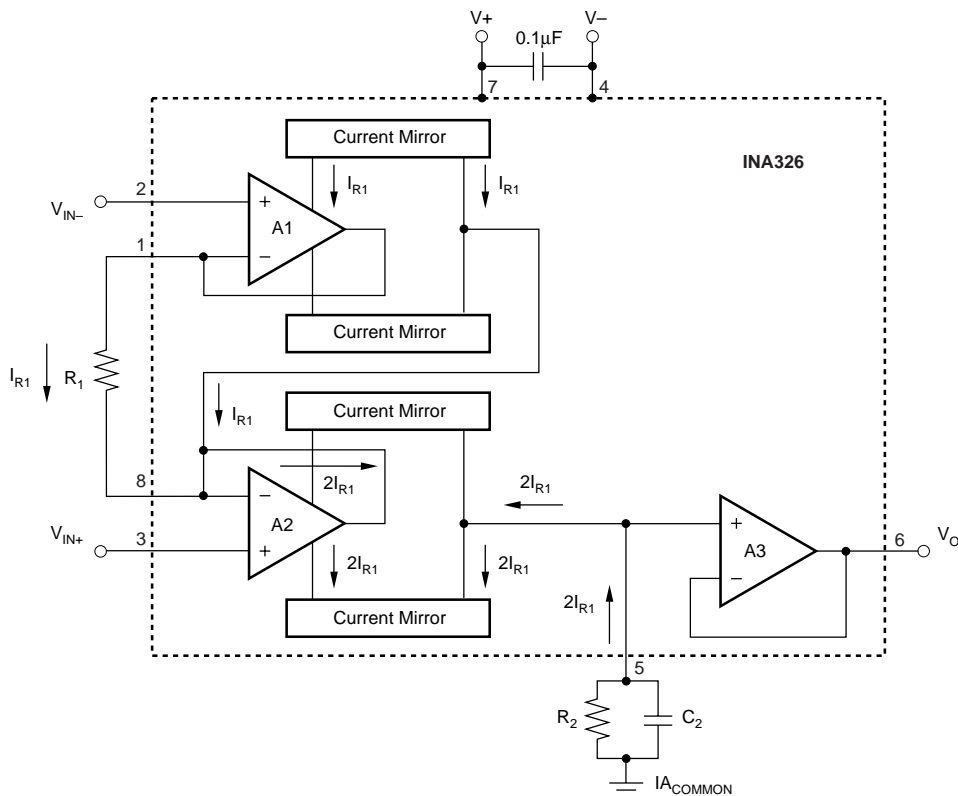 V+
V–
0.1µF
7
4
Current Mirror
INA326
I_R1
I_R1
2
V_IN–
+
A1
1
–
Current Mirror
I_R1
R_1
I_R1
Current Mirror
8
–
2I_R1
2I_R1
A2
V_IN+
3
+
+
A3
6
V_O
2I_R1
2I_R1
–
2I_R1
Current Mirror
5
R_2
C_2
IA_COMMON